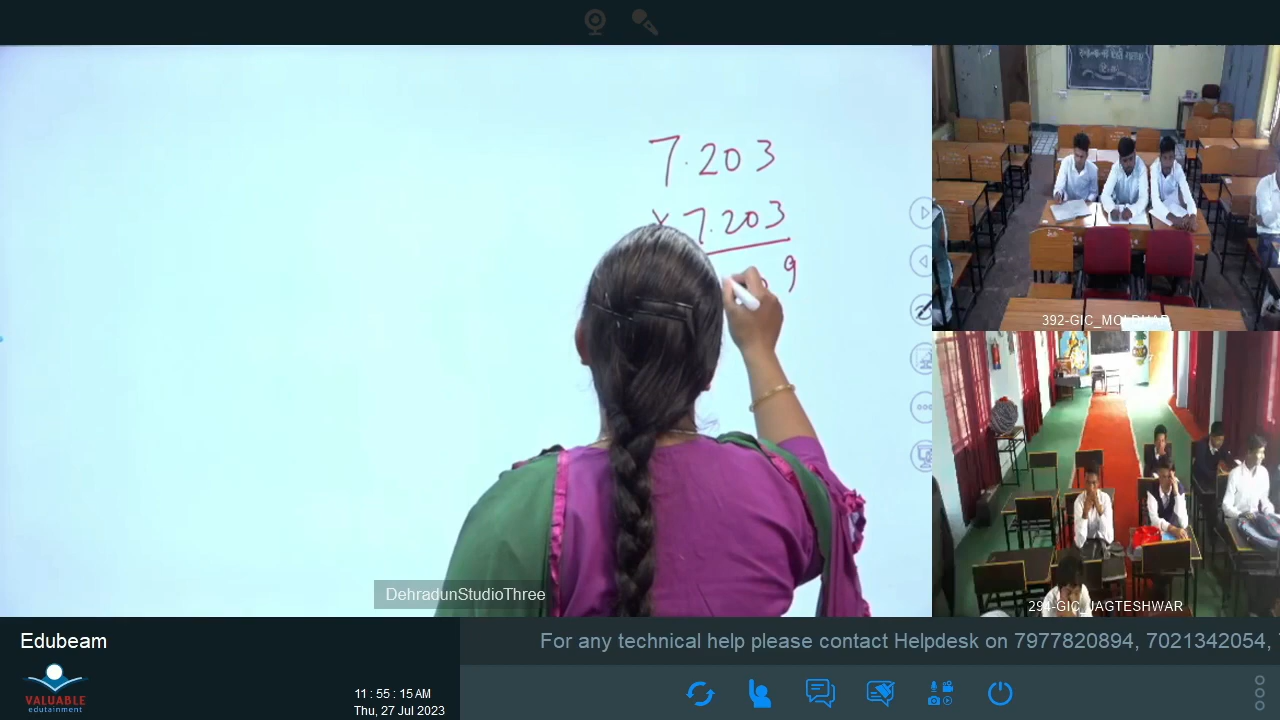 7.203
× 7.203
9
392-GIC_MOLDHAR
294-GIC_JAGTESHWAR
DehradunStudioThree
Edubeam
For any technical help please contact Helpdesk on 7977820894, 7021342054,
VALUABLE
edutainment
11 : 55 : 15 AM
Thu, 27 Jul 2023